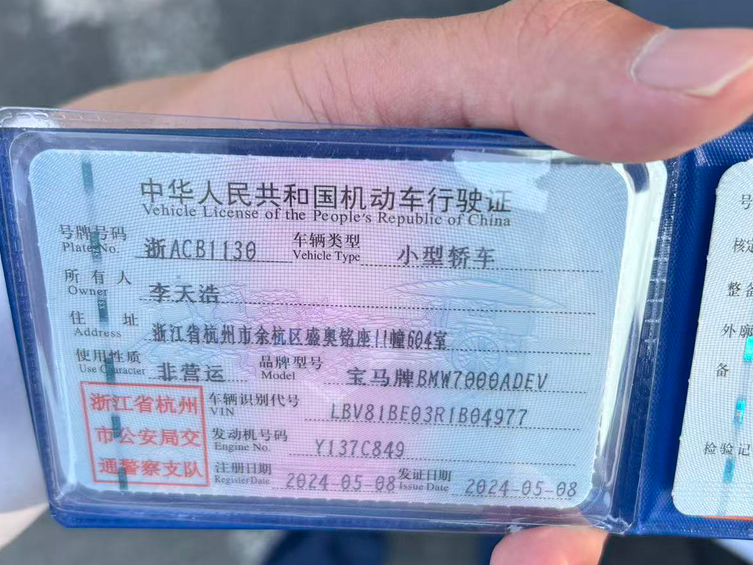 中华人民共和国机动车行驶证
Vehicle License of the People's Republic of China
号牌号码 浙ACB1130 车辆类型 小型轿车
Plate No. Vehicle Type
所有人 李天浩
Owner
住址 浙江省杭州市余杭区盛奥铭座11幢604室
Address
使用性质 非营运 品牌型号 宝马牌BMW7000ADEV
Use Character Model
浙江省杭州
市公安局交
通警察支队
车辆识别代号 LBV81BE03R1B04977
VIN
发动机号码 Y137C849
Engine No.
注册日期 2024-05-08 发证日期 2024-05-08
Register Date Issue Date
号
核定
整备
外廓
备
检验记